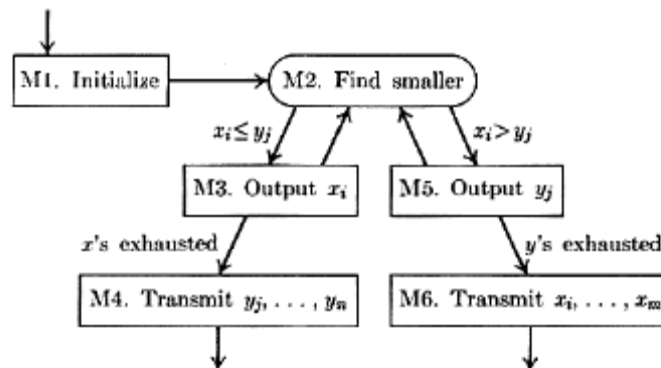 M1. Initialize
M2. Find smaller
xᵢ ≤ yⱼ
xᵢ > yⱼ
M3. Output xᵢ
M5. Output yⱼ
x's exhausted
y's exhausted
M4. Transmit yⱼ, . . . , yₙ
M6. Transmit xᵢ, . . . , xₘ